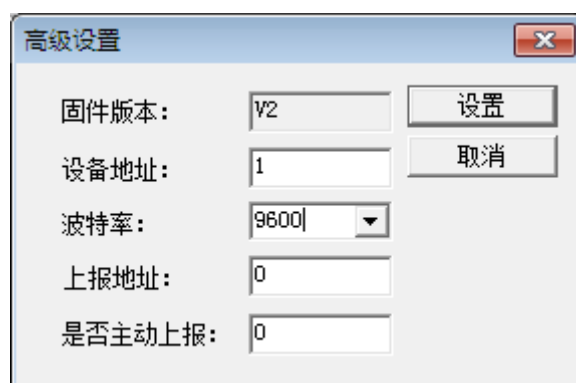 高级设置
固件版本： V2 设置
设备地址： 1 取消
波特率： 9600
上报地址： 0
是否主动上报： 0